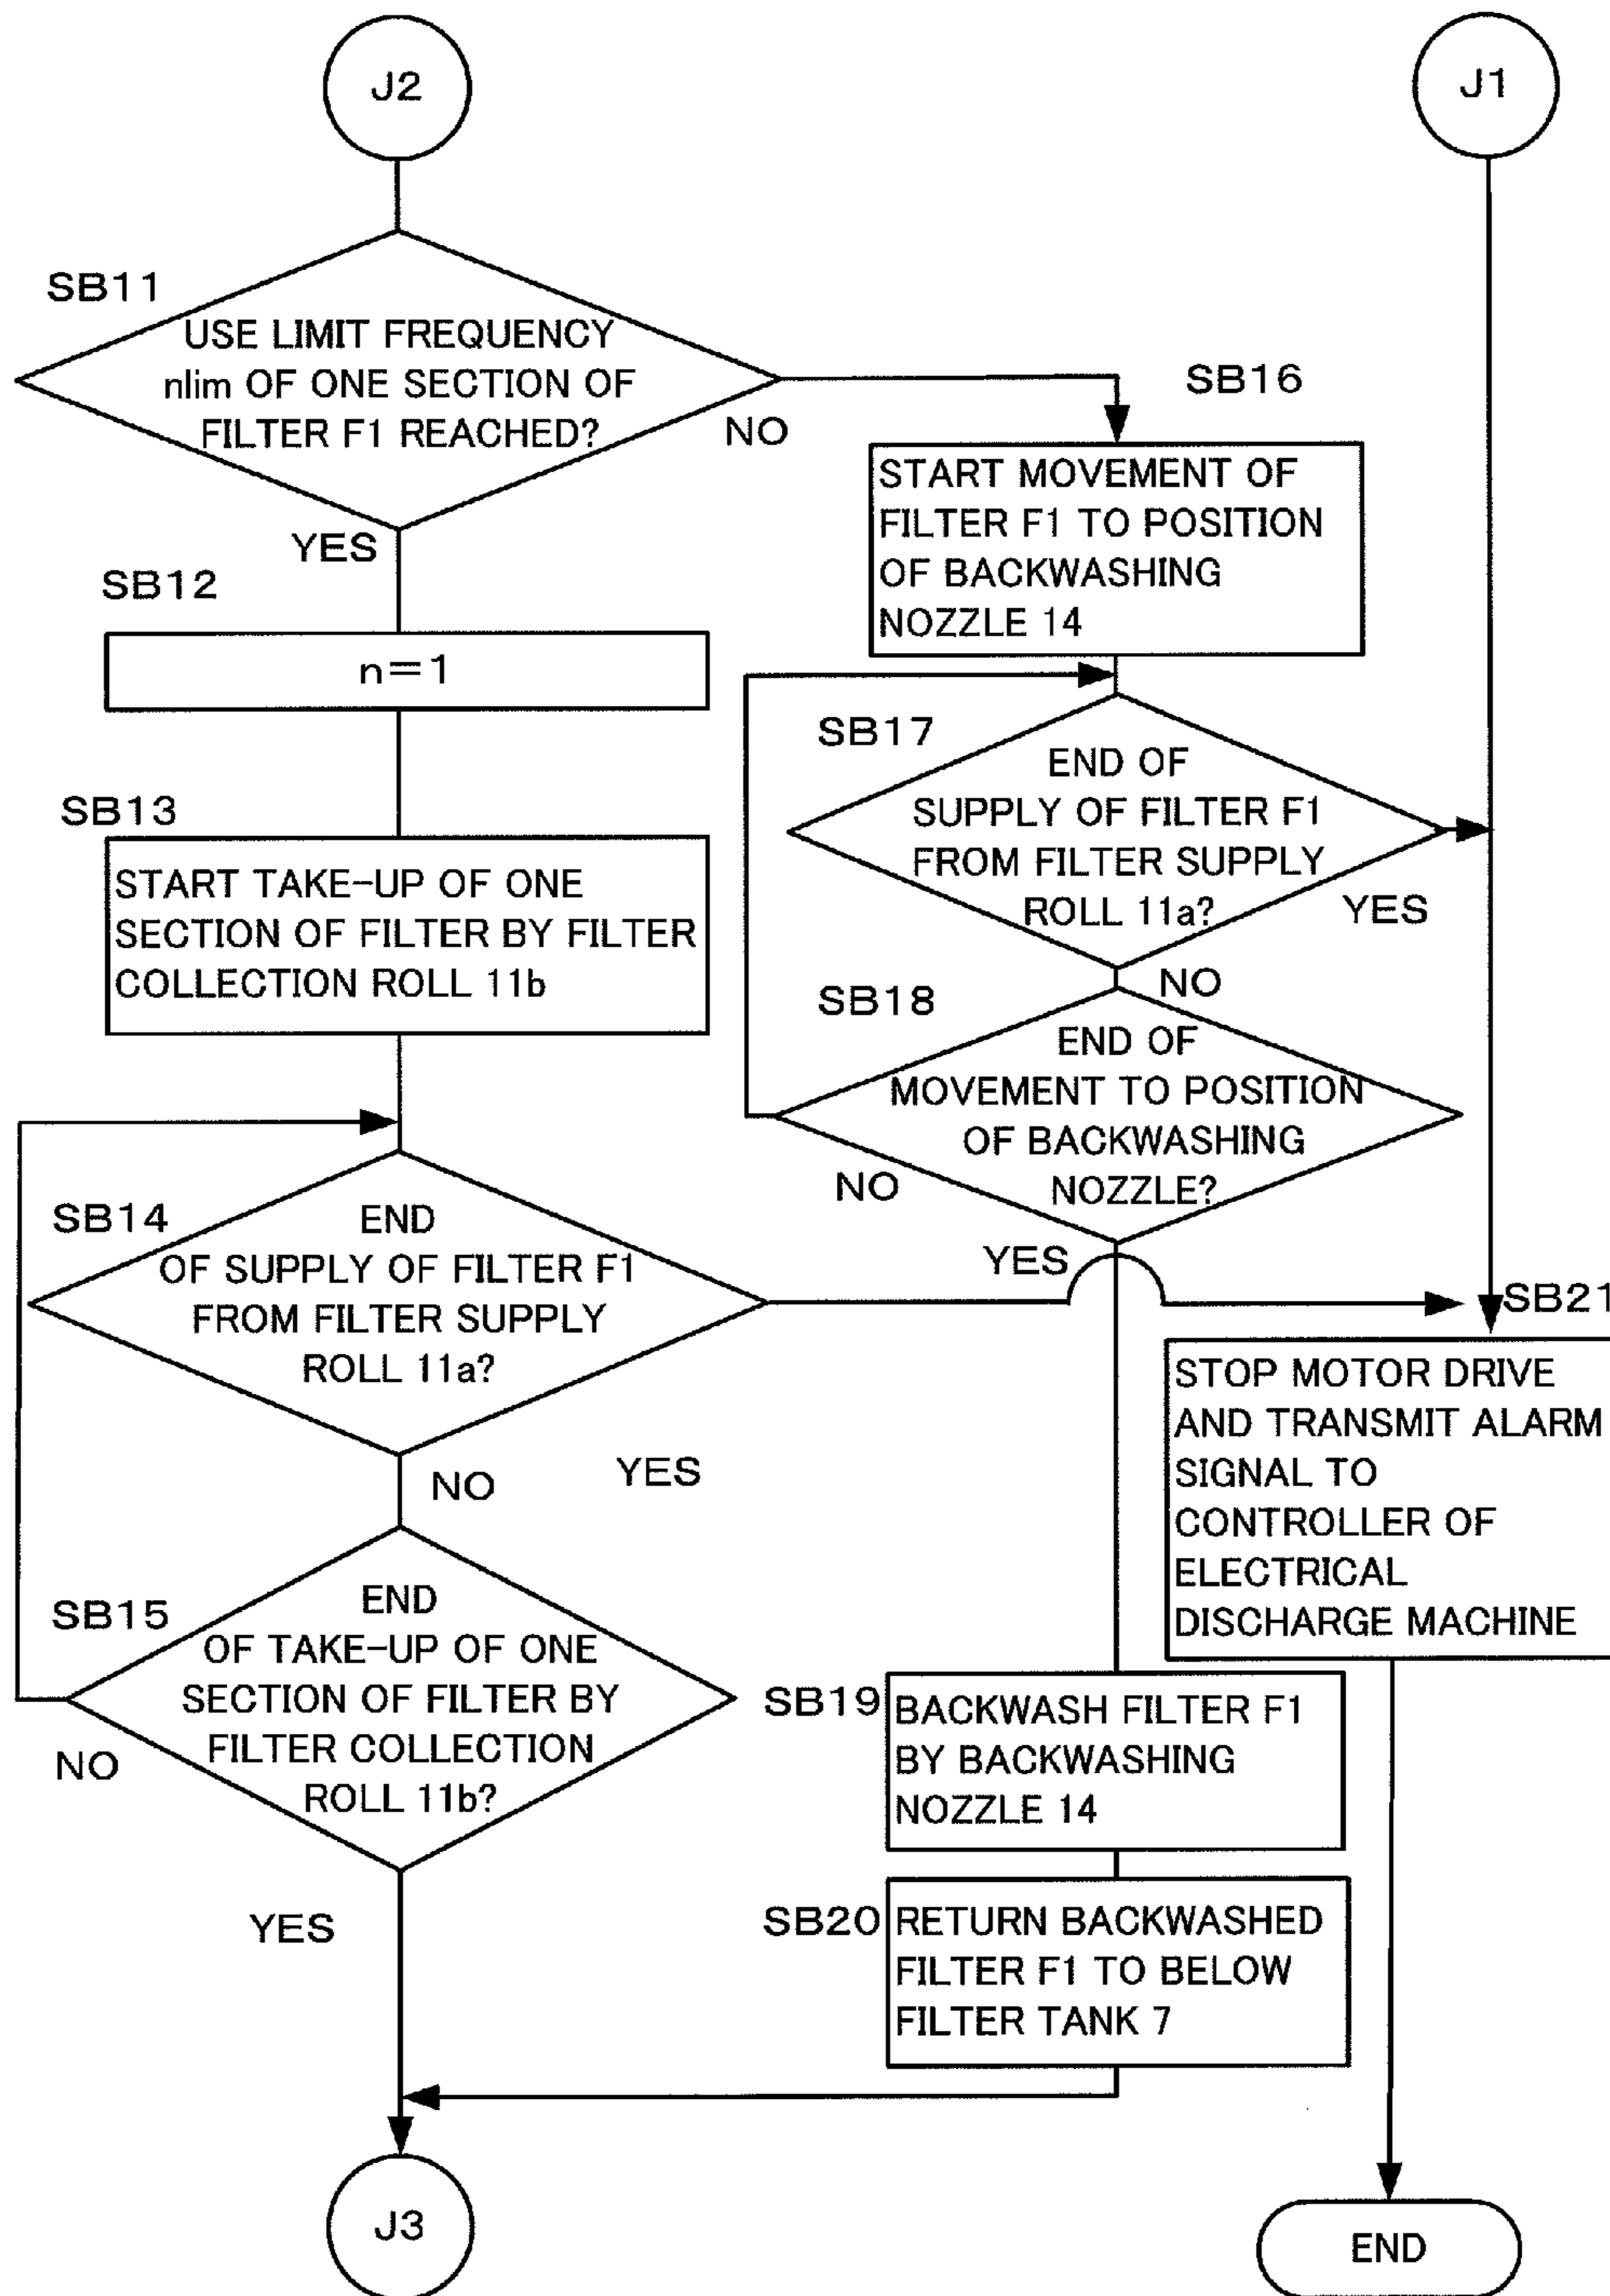 J2
J1
SB11
USE LIMIT FREQUENCY
nlim OF ONE SECTION OF
FILTER F1 REACHED?
NO
YES
SB12
n=1
SB13
START TAKE-UP OF ONE
SECTION OF FILTER BY FILTER
COLLECTION ROLL 11b
SB14
END
OF SUPPLY OF FILTER F1
FROM FILTER SUPPLY
ROLL 11a?
YES
NO
SB15
END
OF TAKE-UP OF ONE
SECTION OF FILTER BY
FILTER COLLECTION
ROLL 11b?
NO
YES
SB16
START MOVEMENT OF
FILTER F1 TO POSITION
OF BACKWASHING
NOZZLE 14
SB17
END OF
SUPPLY OF FILTER F1
FROM FILTER SUPPLY
ROLL 11a?
YES
NO
SB18
END OF
MOVEMENT TO POSITION
OF BACKWASHING
NOZZLE?
NO
YES
SB19
BACKWASH FILTER F1
BY BACKWASHING
NOZZLE 14
SB20
RETURN BACKWASHED
FILTER F1 TO BELOW
FILTER TANK 7
SB21
STOP MOTOR DRIVE
AND TRANSMIT ALARM
SIGNAL TO
CONTROLLER OF
ELECTRICAL
DISCHARGE MACHINE
J3
END